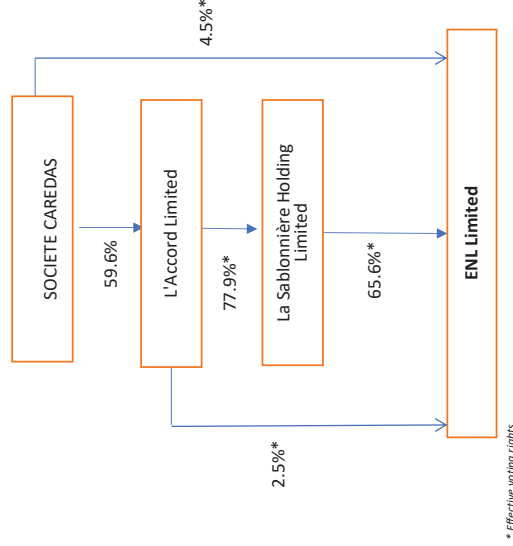 SOCIETE CAREDAS
4.5%*
59.6%
L'Accord Limited
77.9%*
2.5%*
La Sablonnière Holding
Limited
65.6%*
ENL Limited
* Effective voting rights